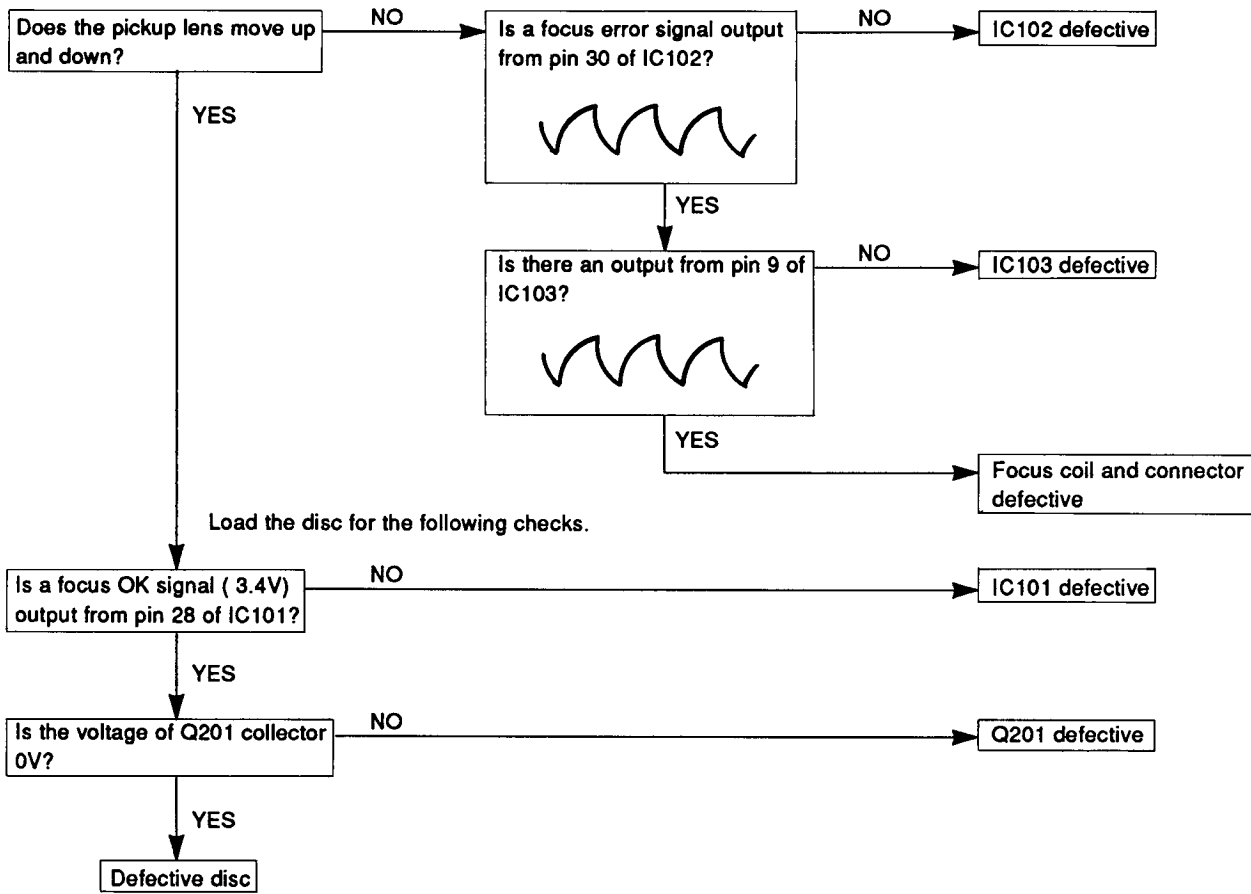 Does the pickup lens move up
and down?
NO
Is a focus error signal output
from pin 30 of IC102?
NO
IC102 defective
YES
YES
Is there an output from pin 9 of
IC103?
NO
IC103 defective
YES
Focus coil and connector
defective
Load the disc for the following checks.
Is a focus OK signal ( 3.4V)
output from pin 28 of IC101?
NO
IC101 defective
YES
Is the voltage of Q201 collector
0V?
NO
Q201 defective
YES
Defective disc